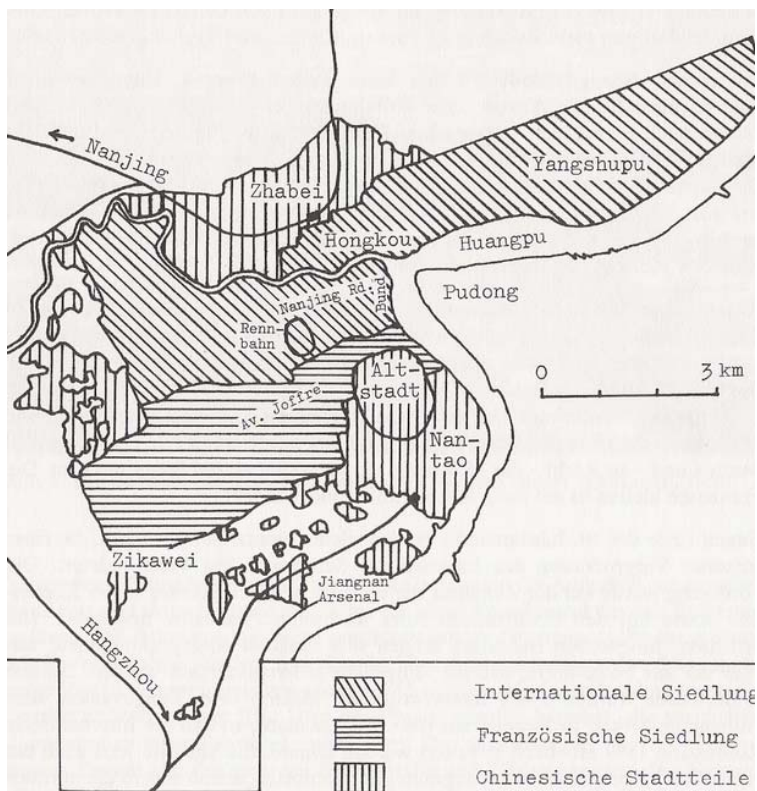 Nanjing
Zhabei
Yangshupu
Hongkou
Huangpu
Nanjing Rd.
Bund
Pudong
Renn-
bahn
Alt-
stadt
0 3 km
Av. Joffre
Nan-
tao
Zikawei
Jiangnan
Arsenal
Hangzhou
Internationale Siedlung
Französische Siedlung
Chinesische Stadtteile